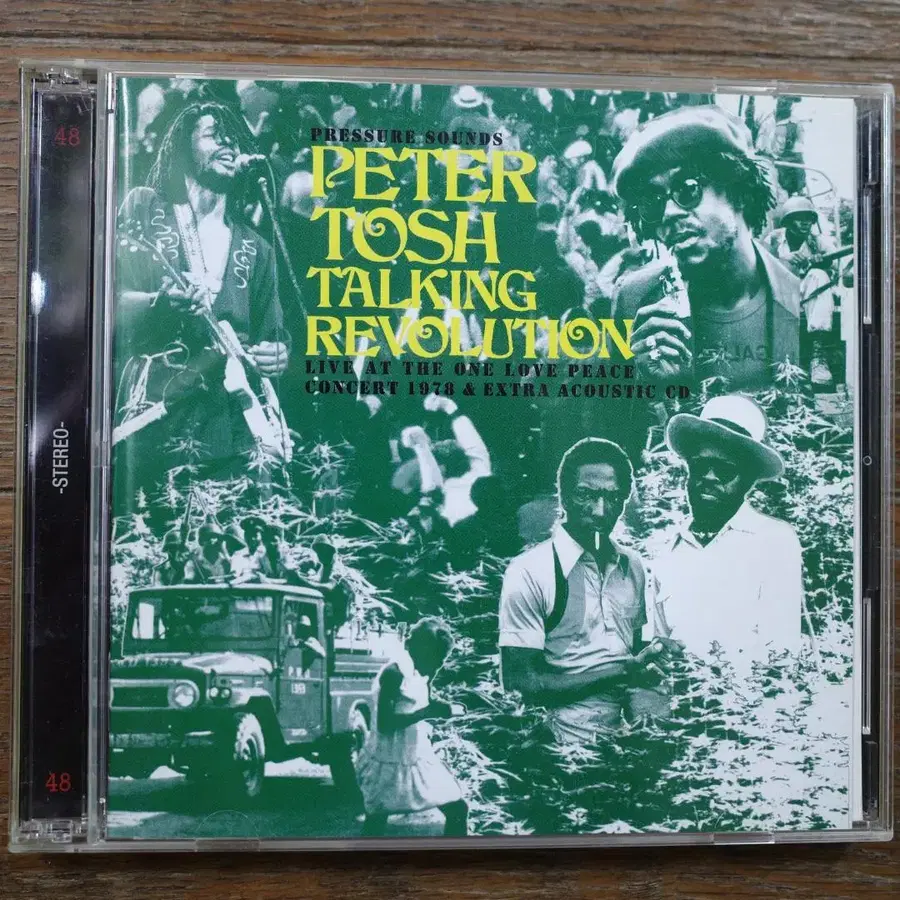 48
PRESSURE SOUNDS
PETER
TOSH
TALKING
REVOLUTION
LIVE AT THE ONE LOVE PEACE
CONCERT 1978 & EXTRA ACOUSTIC CD
-STEREO-
48